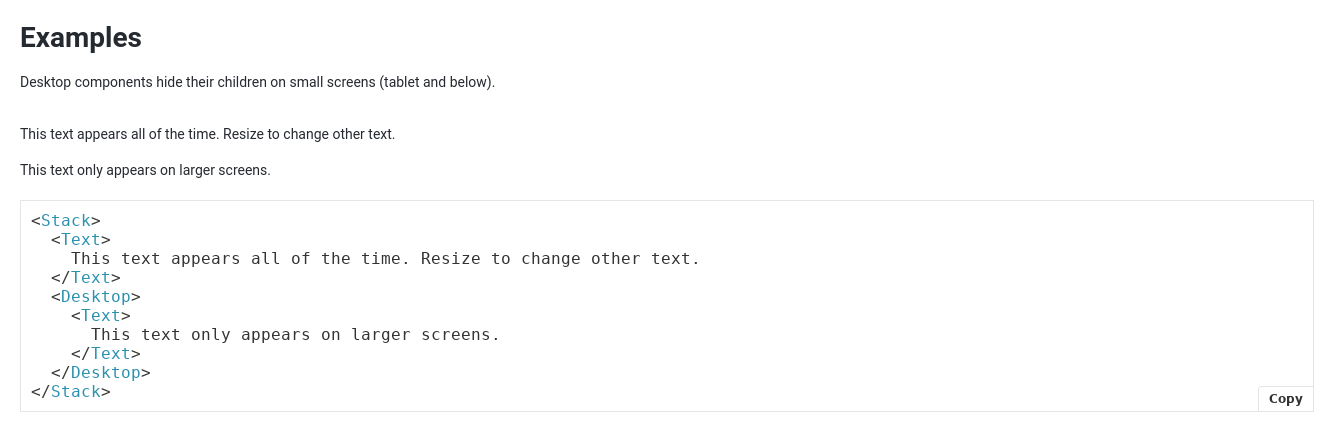 Examples
Desktop components hide their children on small screens (tablet and below).
This text appears all of the time. Resize to change other text.
This text only appears on larger screens.
<Stack>
  <Text>
    This text appears all of the time. Resize to change other text.
  </Text>
  <Desktop>
    <Text>
      This text only appears on larger screens.
    </Text>
  </Desktop>
</Stack>
Copy